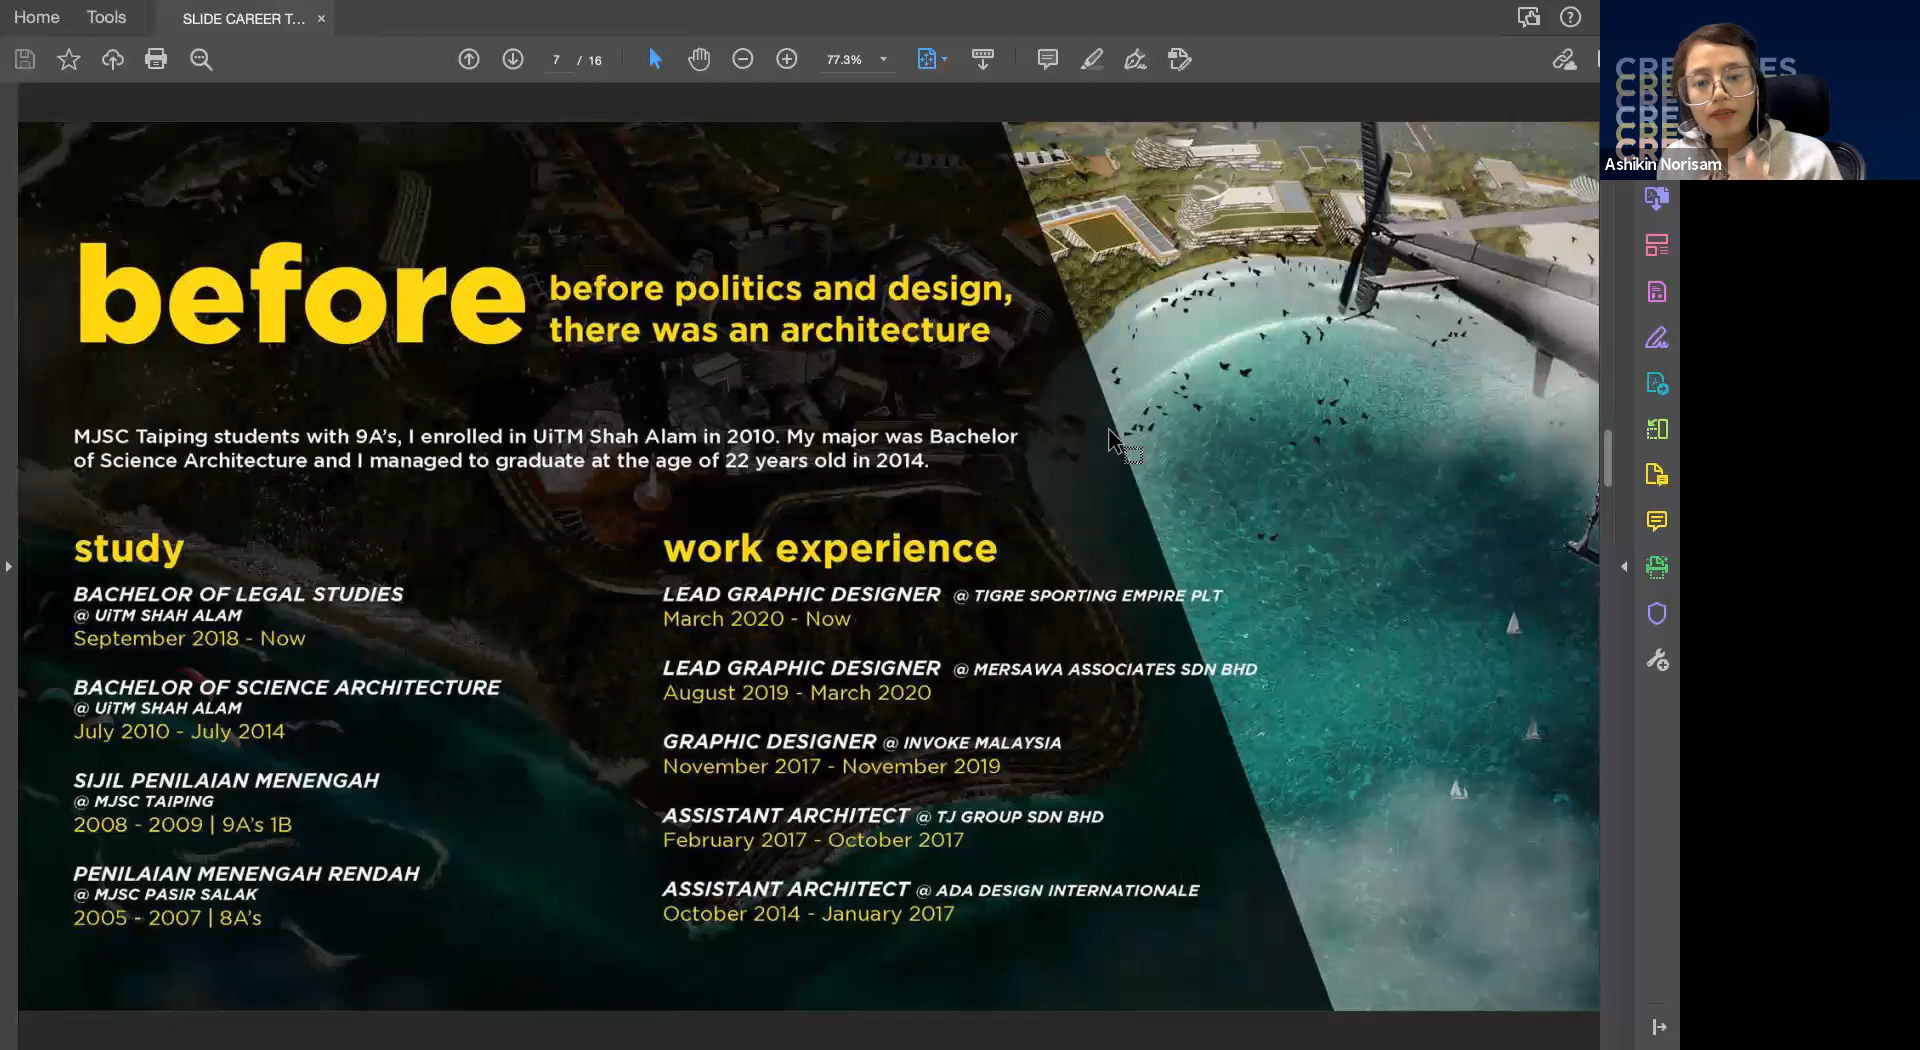 Home
Tools
SLIDE CAREER T... ×
7 / 16
77.3%
CRE ES
CRE
CRE
CRE
CRE
Ashikin Norisam
before
before politics and design,
there was an architecture
MJSC Taiping students with 9A's, I enrolled in UiTM Shah Alam in 2010. My major was Bachelor
of Science Architecture and I managed to graduate at the age of 22 years old in 2014.
study
BACHELOR OF LEGAL STUDIES
@ UiTM SHAH ALAM
September 2018 - Now
BACHELOR OF SCIENCE ARCHITECTURE
@ UiTM SHAH ALAM
July 2010 - July 2014
SIJIL PENILAIAN MENENGAH
@ MJSC TAIPING
2008 - 2009 | 9A's 1B
PENILAIAN MENENGAH RENDAH
@ MJSC PASIR SALAK
2005 - 2007 | 8A's
work experience
LEAD GRAPHIC DESIGNER @ TIGRE SPORTING EMPIRE PLT
March 2020 - Now
LEAD GRAPHIC DESIGNER @ MERSAWA ASSOCIATES SDN BHD
August 2019 - March 2020
GRAPHIC DESIGNER @ INVOKE MALAYSIA
November 2017 - November 2019
ASSISTANT ARCHITECT @ TJ GROUP SDN BHD
February 2017 - October 2017
ASSISTANT ARCHITECT @ ADA DESIGN INTERNATIONALE
October 2014 - January 2017